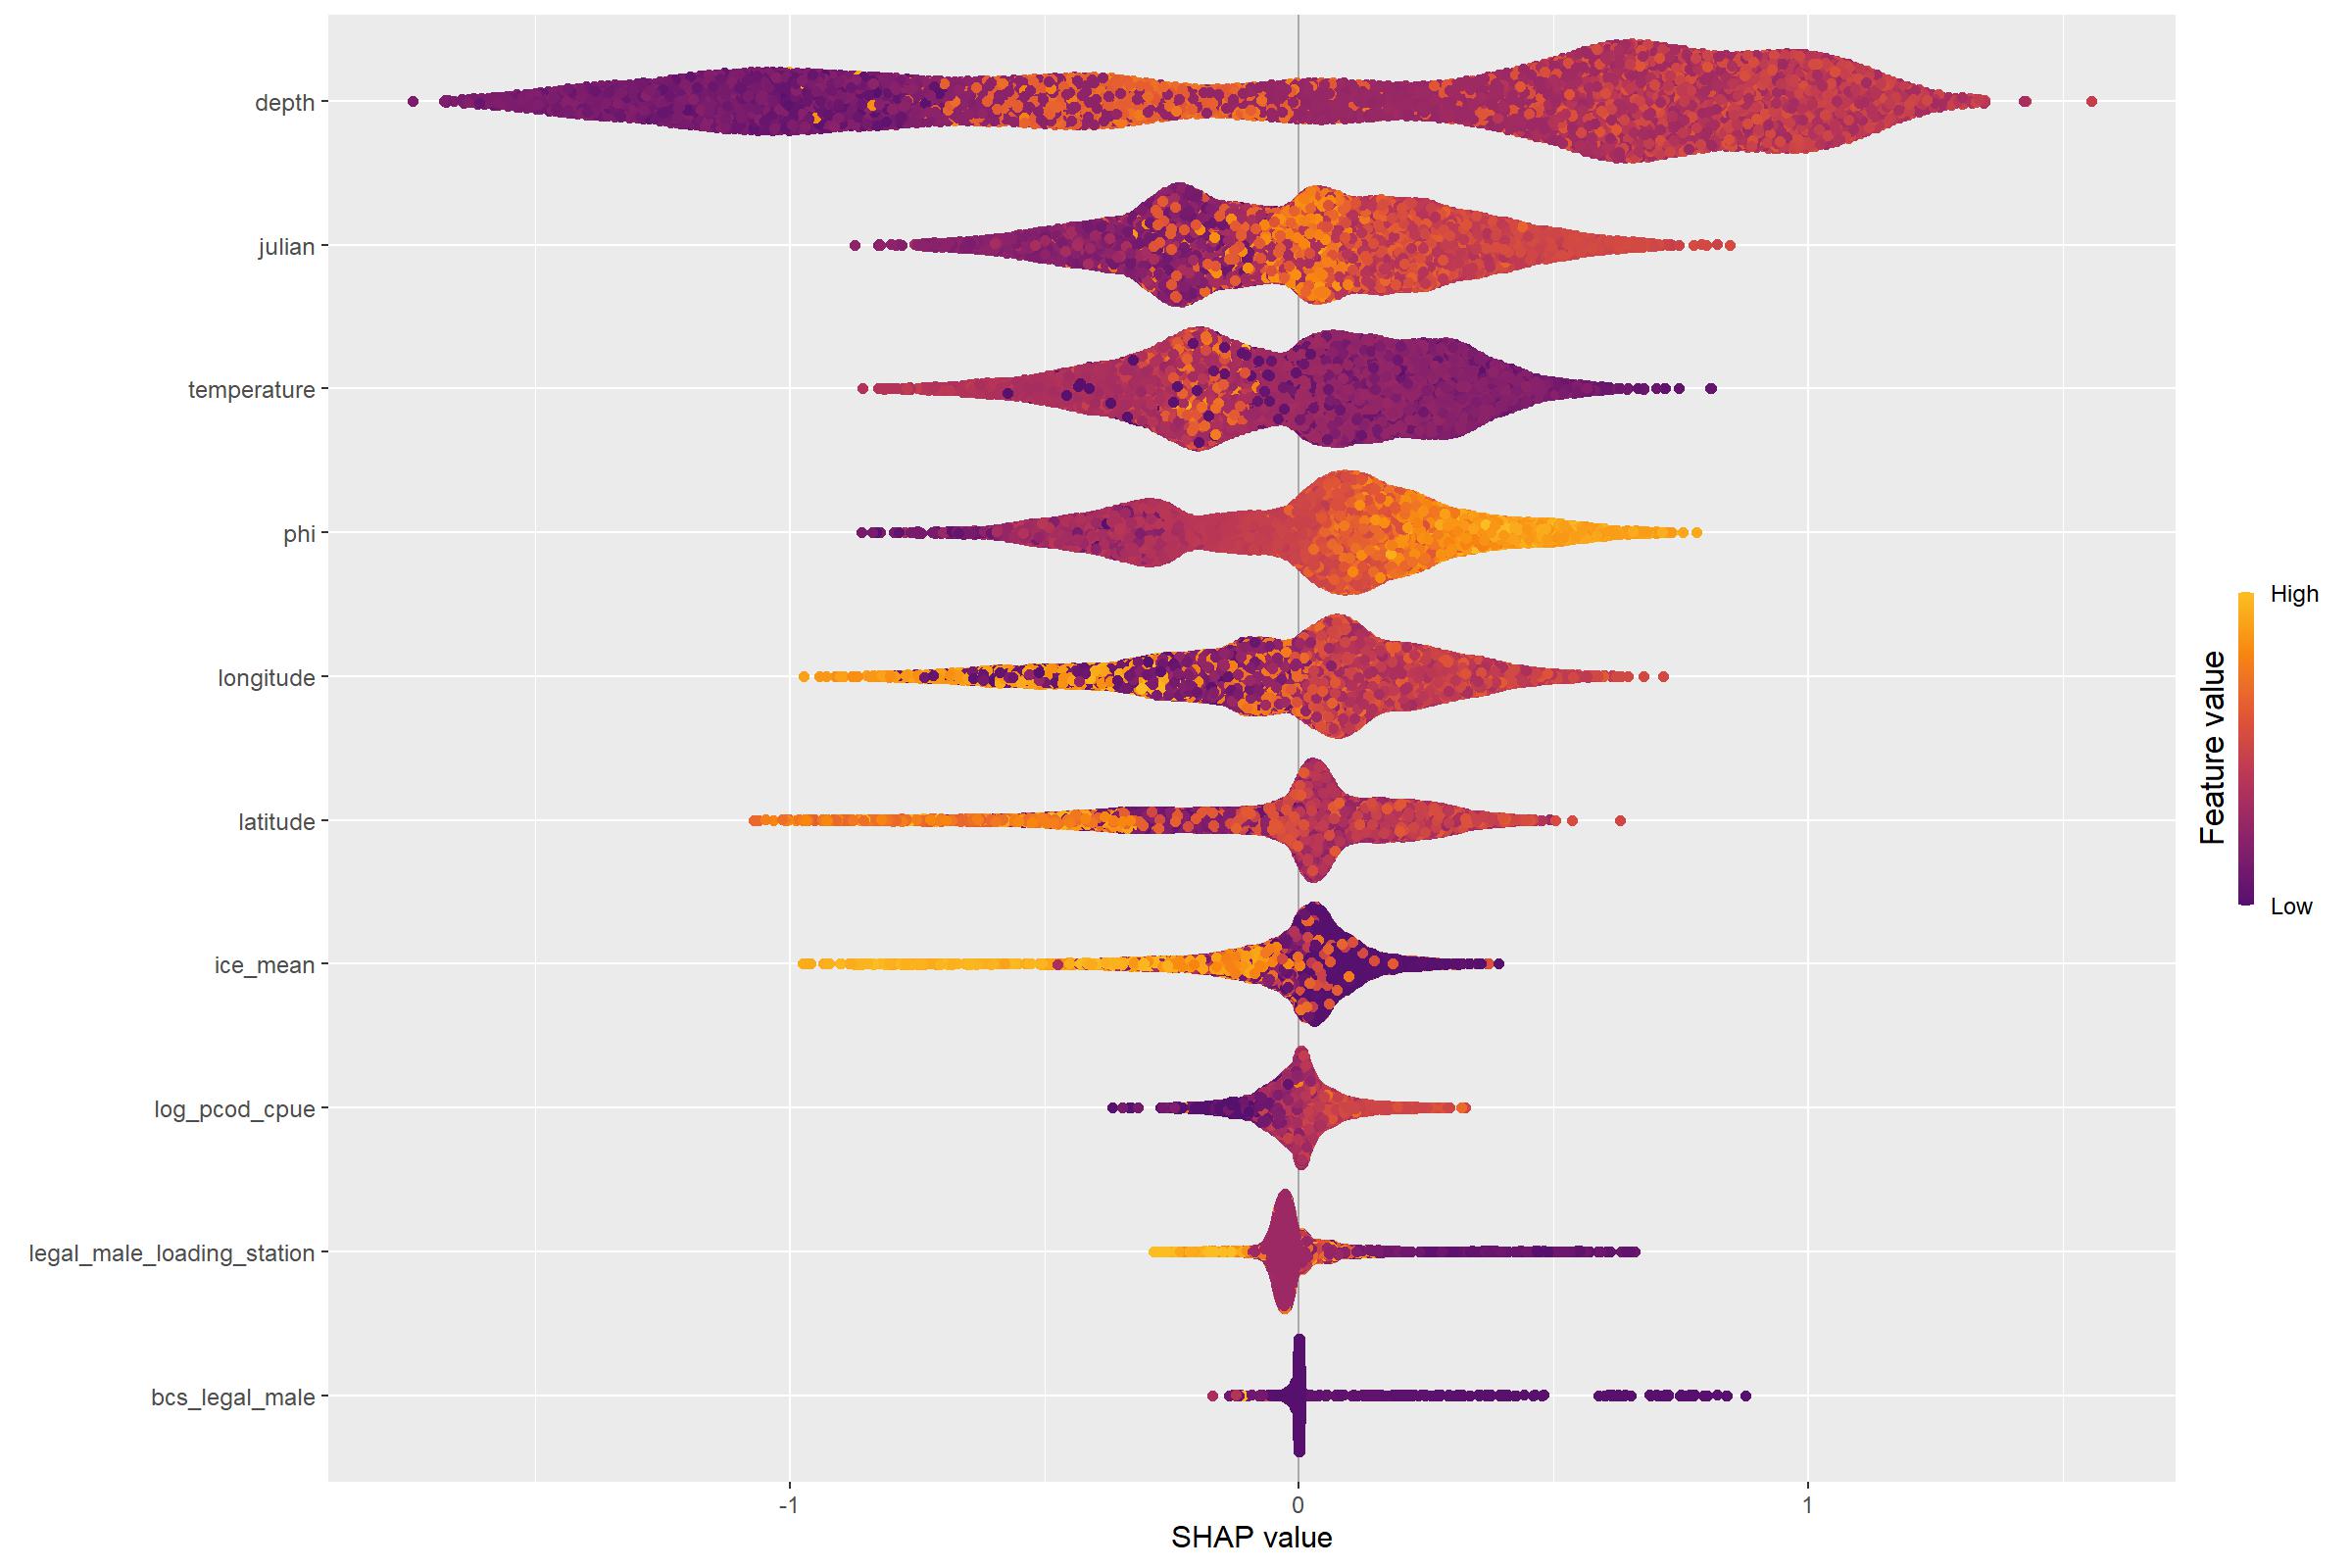 depth
julian
temperature
phi
longitude
latitude
ice_mean
log_pcod_cpue
legal_male_loading_station
bcs_legal_male
-1
0
1
SHAP value
Feature value
High
Low